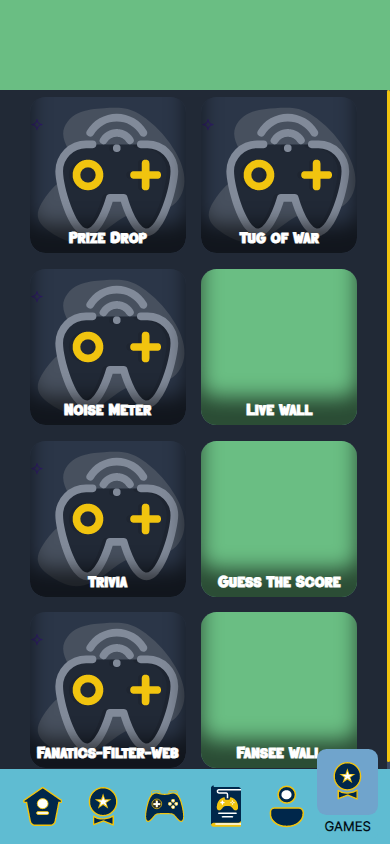 Prize Drop
Tug of War
Noise Meter
Live Wall
Trivia
Guess The Score
Fanatics-Filter-Web
Fansee Wall
GAMES